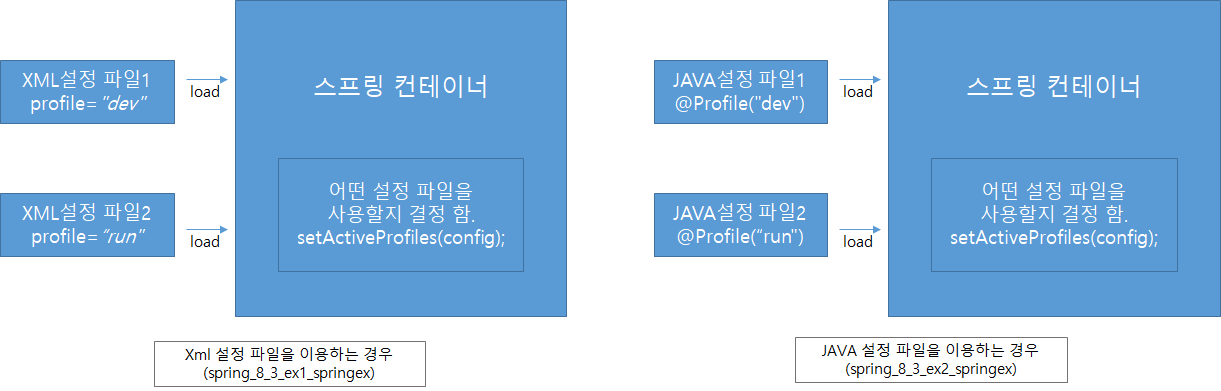 XML설정 파일1
profile= "dev"
load
XML설정 파일2
profile= “run”
load
스프링 컨테이너
어떤 설정 파일을
사용할지 결정 함.
setActiveProfiles(config);
Xml 설정 파일을 이용하는 경우
(spring_8_3_ex1_springex)
JAVA설정 파일1
@Profile("dev")
load
JAVA설정 파일2
@Profile(“run")
load
스프링 컨테이너
어떤 설정 파일을
사용할지 결정 함.
setActiveProfiles(config);
JAVA 설정 파일을 이용하는 경우
(spring_8_3_ex2_springex)